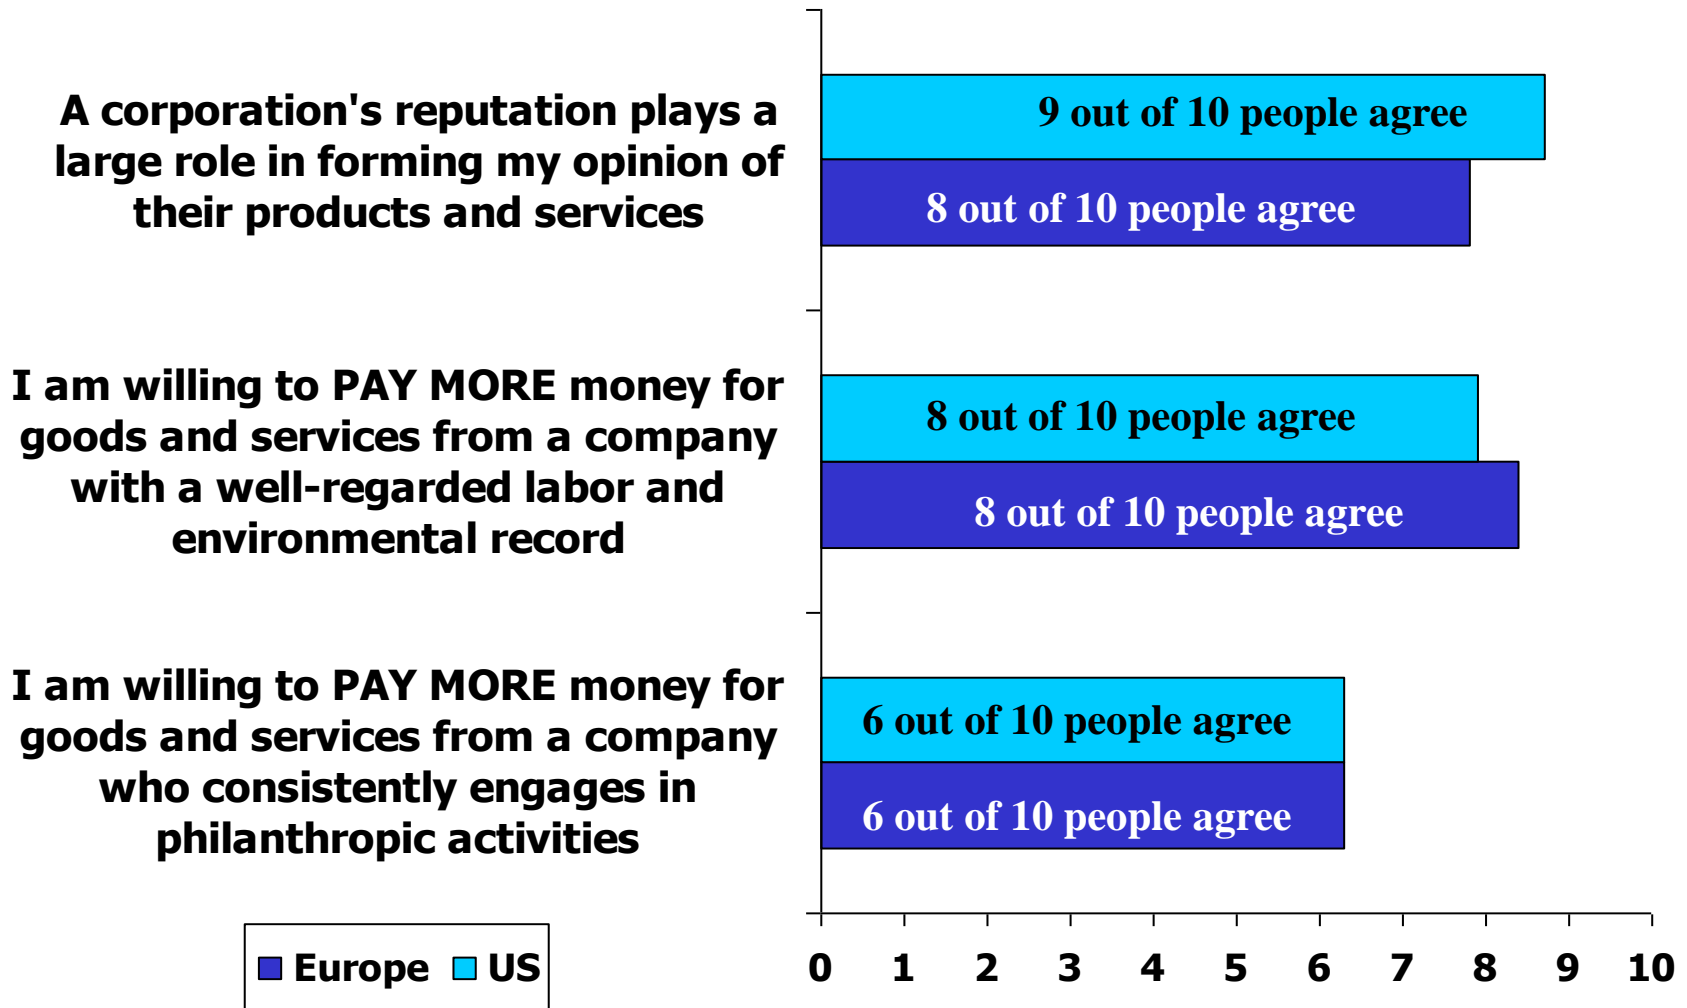 A corporation's reputation plays a
large role in forming my opinion of
their products and services
9 out of 10 people agree
8 out of 10 people agree
I am willing to PAY MORE money for
goods and services from a company
with a well-regarded labor and
environmental record
8 out of 10 people agree
8 out of 10 people agree
I am willing to PAY MORE money for
goods and services from a company
who consistently engages in
philanthropic activities
6 out of 10 people agree
6 out of 10 people agree
Europe US
0 1 2 3 4 5 6 7 8 9 10